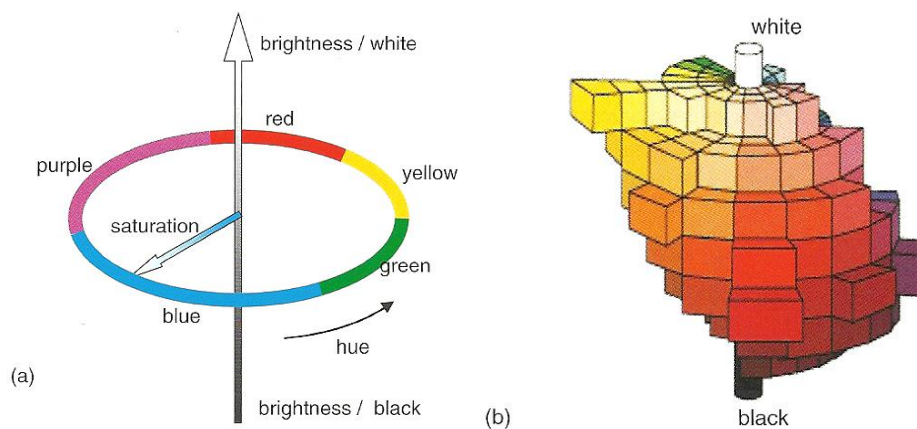 brightness / white
red
purple
yellow
saturation
green
blue
hue
(a)
brightness / black
white
(b)
black